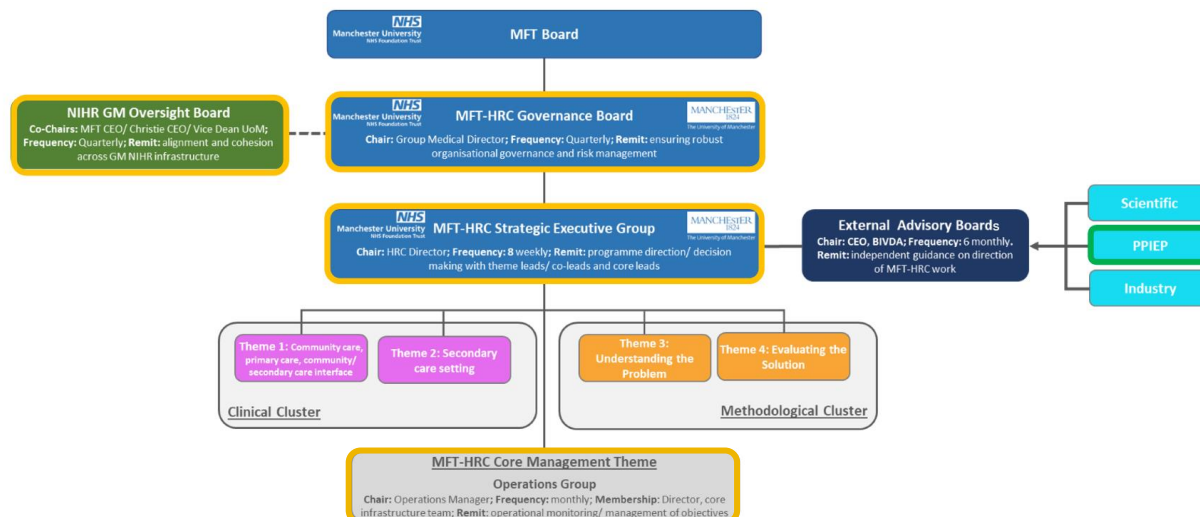 NHS
Manchester University
NHS Foundation Trust
MFT Board
NIHR GM Oversight Board
Co-Chairs: MFT CEO/ Christie CEO/ Vice Dean UoM;
Frequency: Quarterly; Remit: alignment and cohesion
across GM NIHR infrastructure
NHS
Manchester University
NHS Foundation Trust
MFT-HRC Governance Board
MANCHESTER
1824
The University of Manchester
Chair: Group Medical Director; Frequency: Quarterly; Remit: ensuring robust
organisational governance and risk management
NHS
Manchester University
NHS Foundation Trust
MFT-HRC Strategic Executive Group
MANCHESTER
1824
The University of Manchester
Chair: HRC Director; Frequency: 8 weekly; Remit: programme direction/ decision
making with theme leads/ co-leads and core leads
External Advisory Boards
Chair: CEO, BIVDA; Frequency: 6 monthly.
Remit: independent guidance on direction
of MFT-HRC work
Scientific
PPIEP
Industry
Theme 1: Community care,
primary care, community/
secondary care interface
Theme 2: Secondary
care setting
Clinical Cluster
Theme 3:
Understanding the
Problem
Theme 4: Evaluating the
Solution
Methodological Cluster
MFT-HRC Core Management Theme
Operations Group
Chair: Operations Manager; Frequency: monthly; Membership: Director, core
infrastructure team; Remit: operational monitoring/ management of objectives